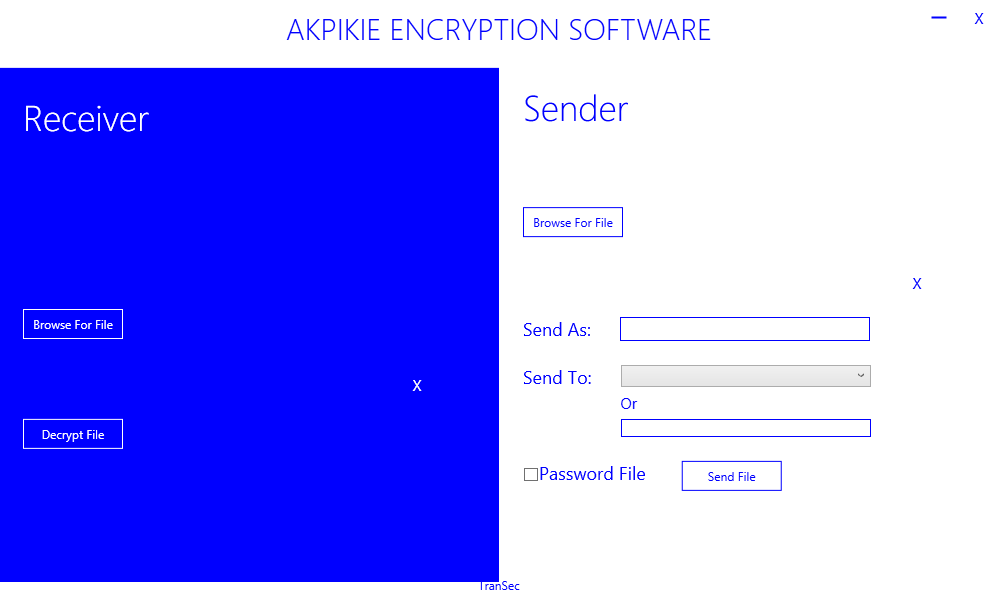 AKPIKIE ENCRYPTION SOFTWARE
X
Receiver
Browse For File
X
Decrypt File
Sender
Browse For File
X
Send As:
Send To:
Or
Password File
Send File
TranSec